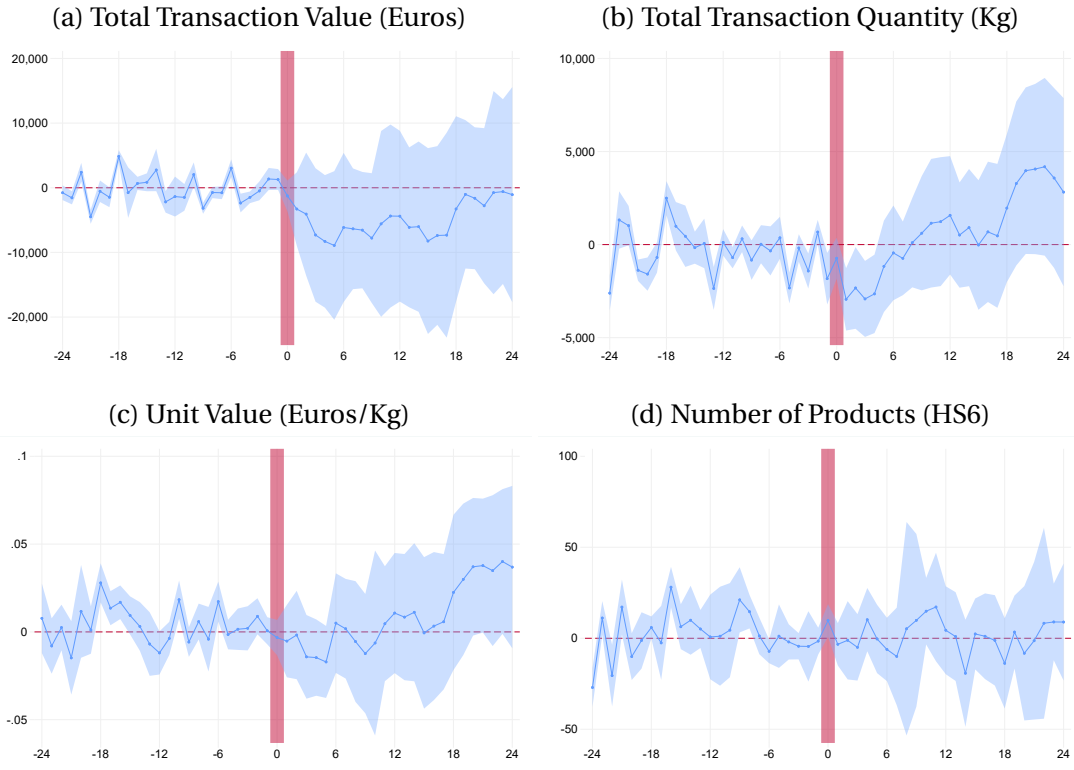 (a) Total Transaction Value (Euros)
20,000
10,000
0
-10,000
-20,000
-24 -18 -12 -6 0 6 12 18 24
(b) Total Transaction Quantity (Kg)
10,000
5,000
0
-5,000
-24 -18 -12 -6 0 6 12 18 24
(c) Unit Value (Euros/Kg)
.1
.05
0
-.05
-24 -18 -12 -6 0 6 12 18 24
(d) Number of Products (HS6)
100
50
0
-50
-24 -18 -12 -6 0 6 12 18 24